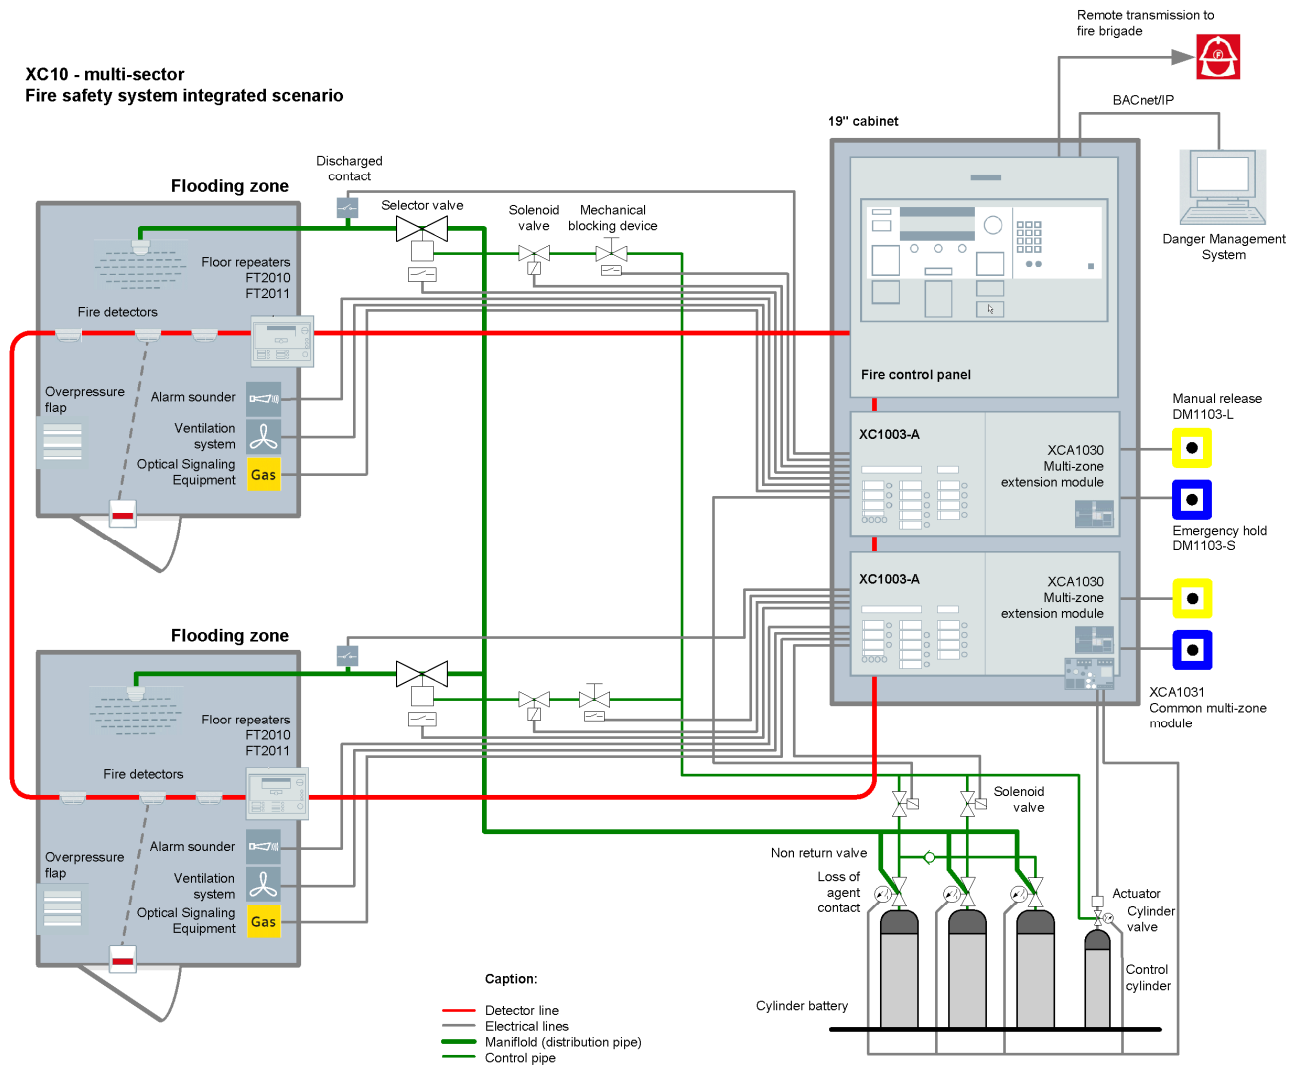 Remote transmission to
fire brigade
XC10 - multi-sector
Fire safety system integrated scenario
F
BACnet/IP
19" cabinet
Discharged
contact
Flooding zone
Selector valve
Solenoid
valve
Mechanical
blocking device
Danger Management
System
Floor repeaters
FT2010
FT2011
Fire detectors
Fire control panel
Overpressure
flap
Alarm sounder
Ventilation
system
Optical Signaling
Equipment
Gas
Manual release
DM1103-L
XC1003-A
XCA1030
Multi-zone
extension module
Emergency hold
DM1103-S
XC1003-A
XCA1030
Multi-zone
extension module
Flooding zone
XCA1031
Common multi-zone
module
Floor repeaters
FT2010
FT2011
Fire detectors
Solenoid
valve
Overpressure
flap
Alarm sounder
Ventilation
system
Optical Signaling
Equipment
Gas
Non return valve
Loss of
agent
contact
Actuator
Cylinder
valve
Control
cylinder
Cylinder battery
Caption:
Detector line
Electrical lines
Maniflold (distribution pipe)
Control pipe